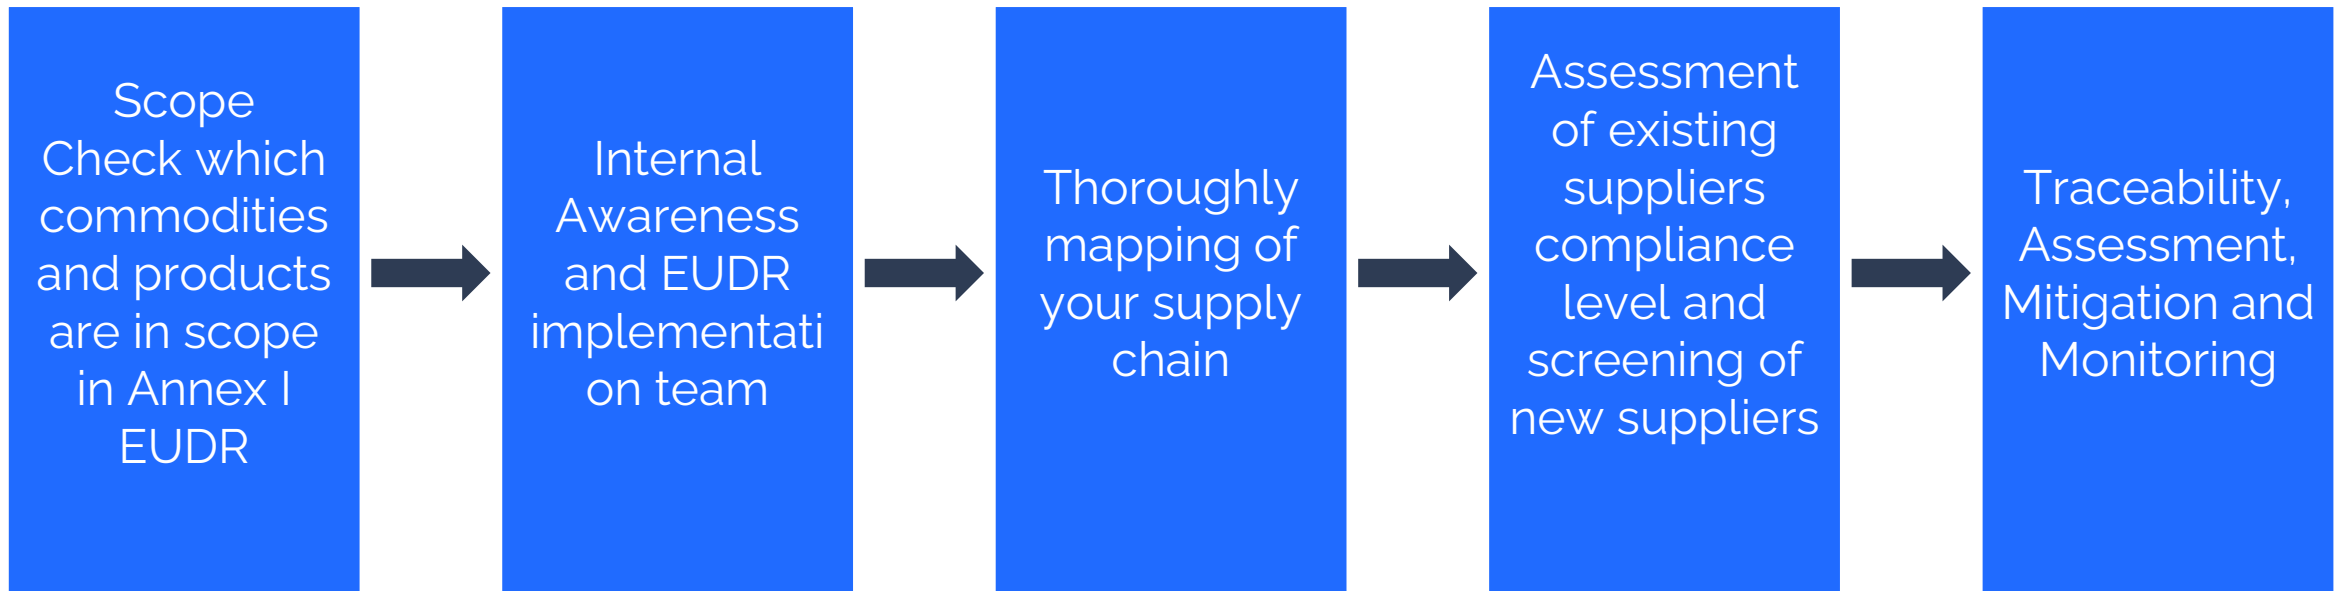 Scope
Check which
commodities
and products
are in scope
in Annex I
EUDR
Internal
Awareness
and EUDR
implementati
on team
Thoroughly
mapping of
your supply
chain
Assessment
of existing
suppliers
compliance
level and
screening of
new suppliers
Traceability,
Assessment,
Mitigation and
Monitoring